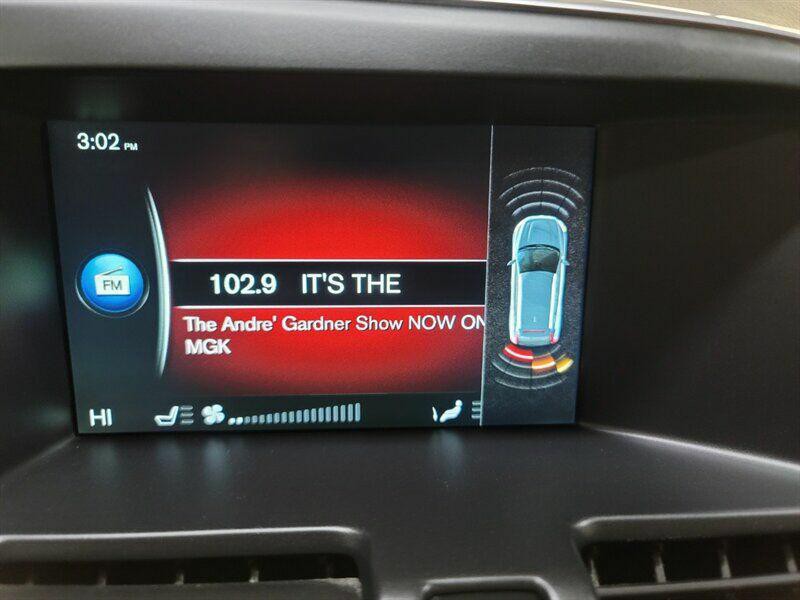 3:02 PM
FM
102.9 IT'S THE
The Andre' Gardner Show NOW ON
MGK
HI